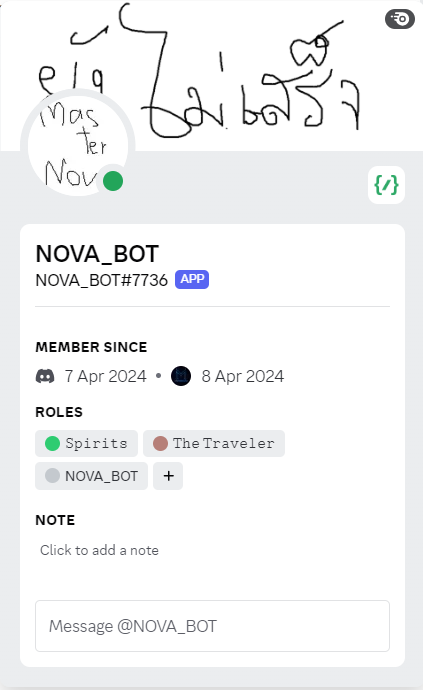 ยังไม่เสร็จ
Mas
ter
Nov
NOVA_BOT
NOVA_BOT#7736 APP
MEMBER SINCE
7 Apr 2024 • 8 Apr 2024
ROLES
Spirits The Traveler
NOVA_BOT +
NOTE
Click to add a note
Message @NOVA_BOT